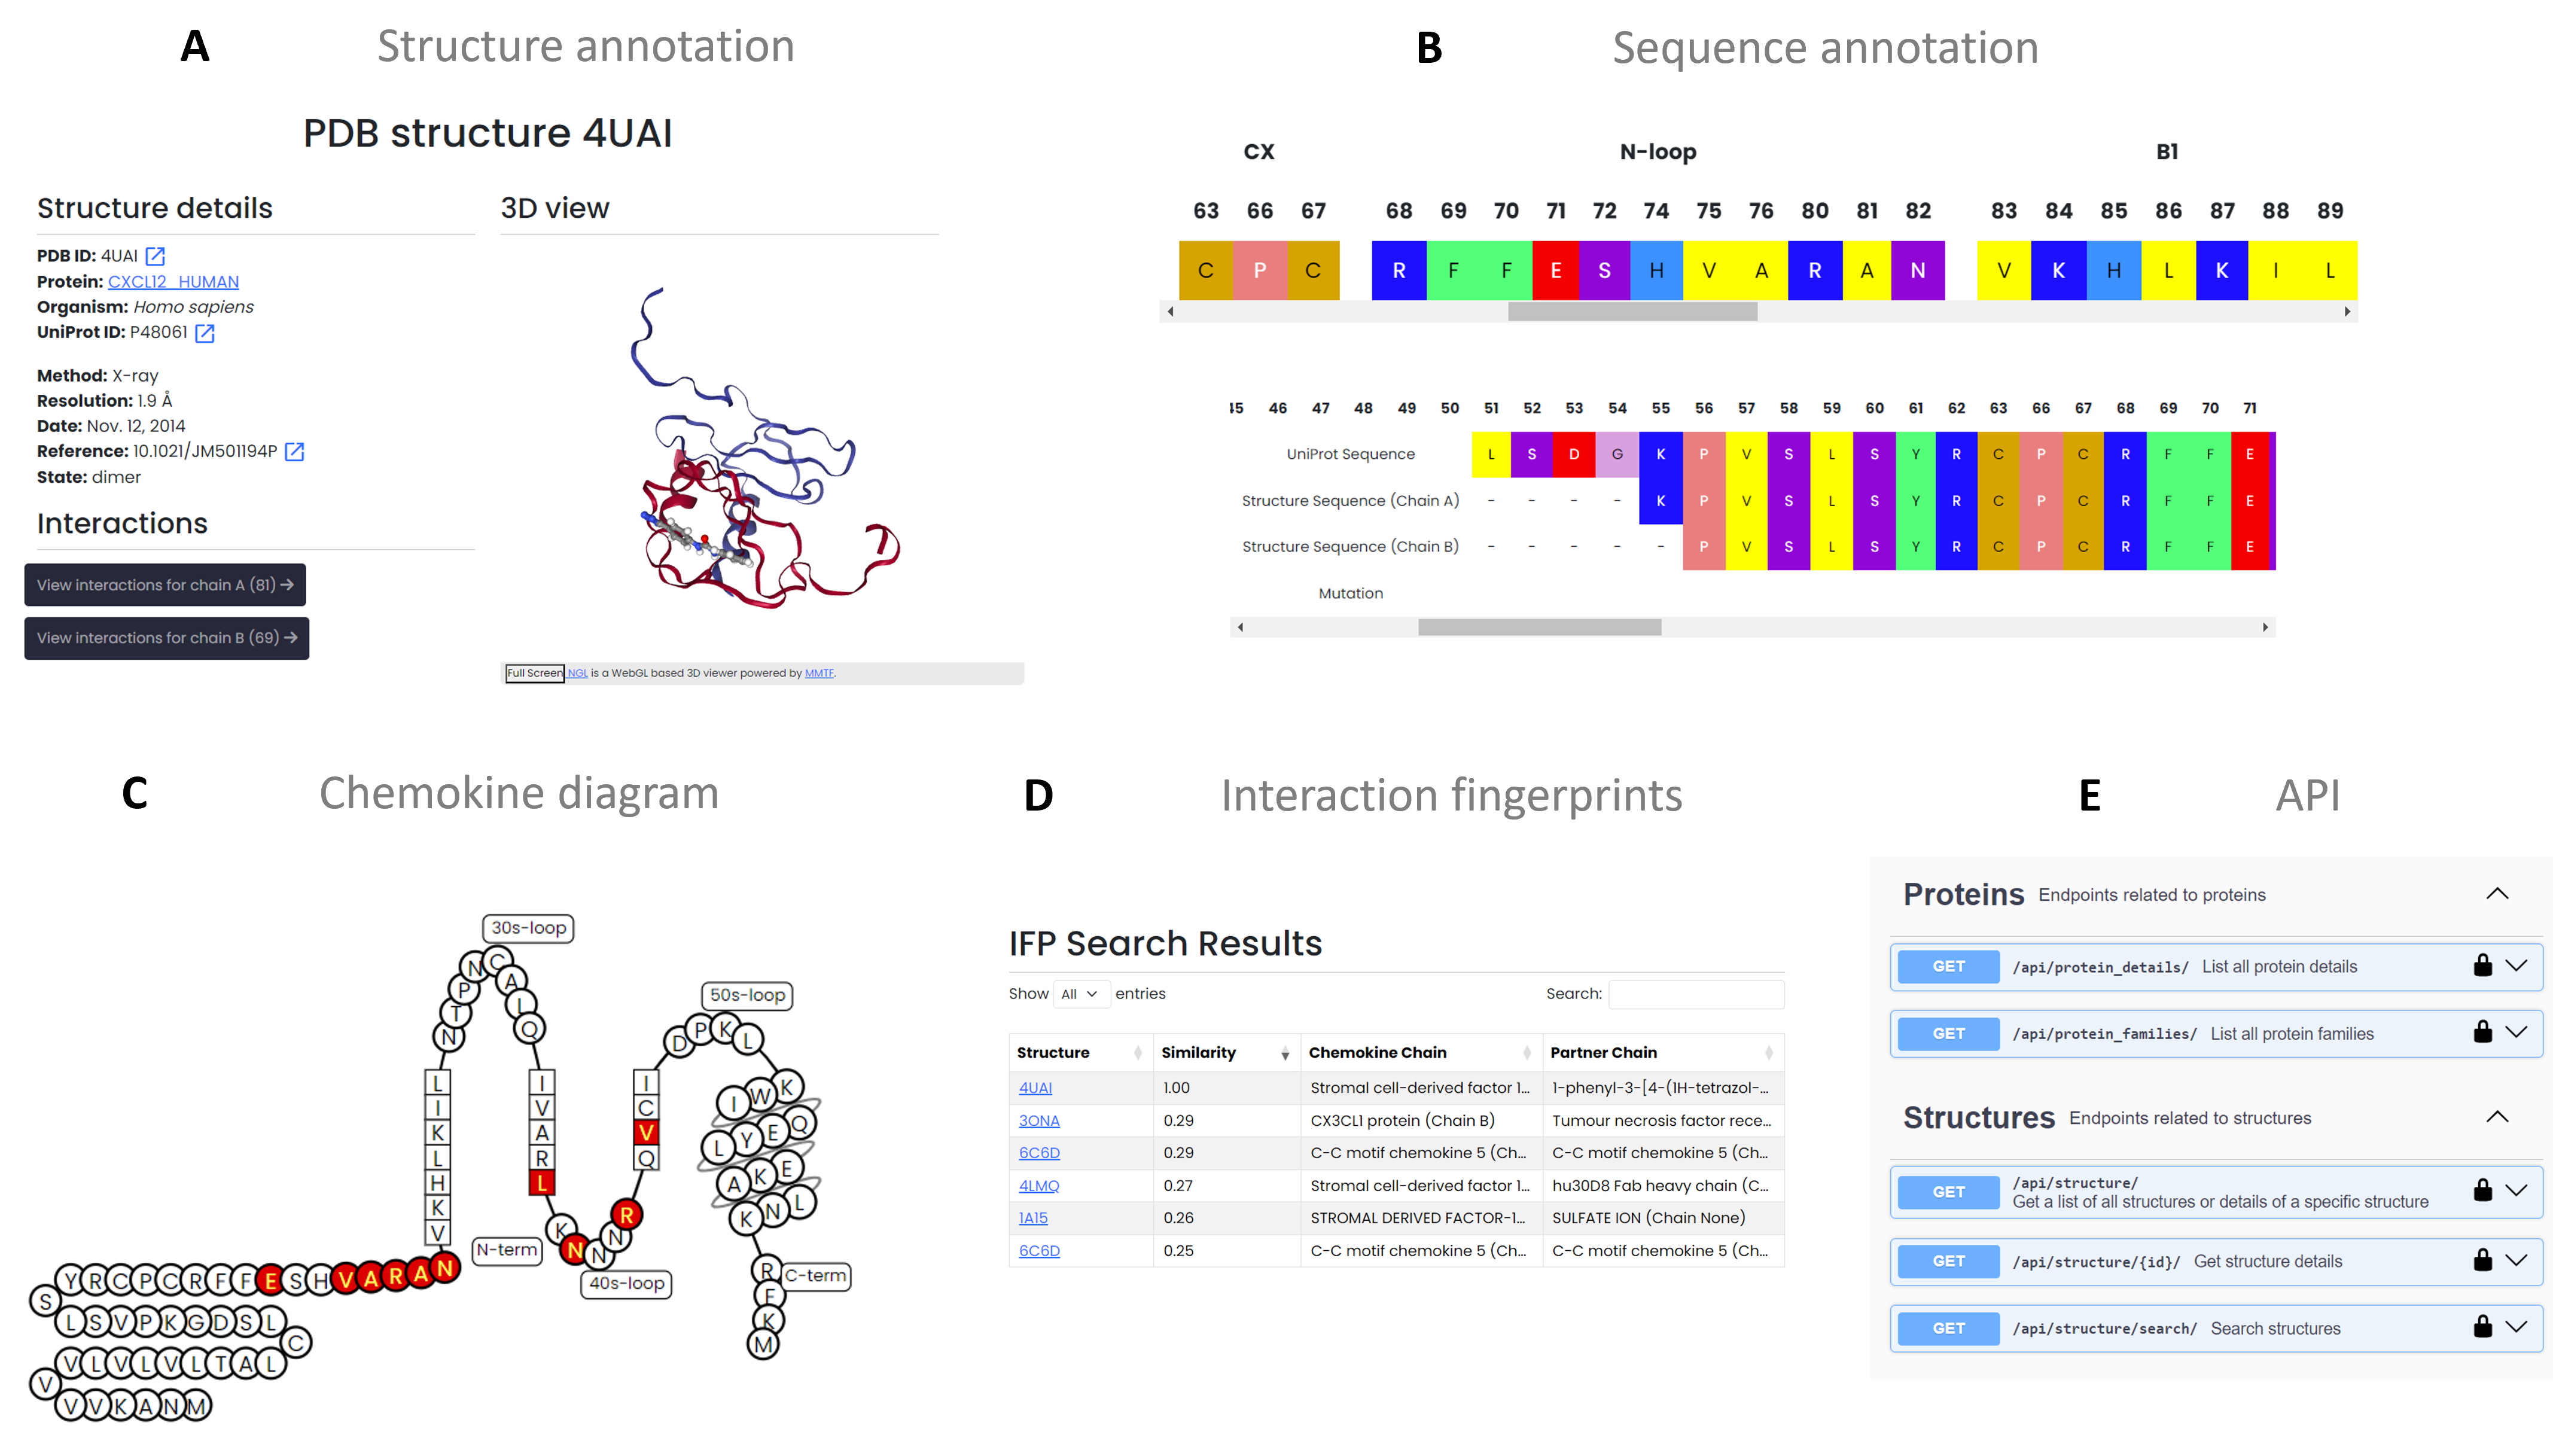 A Structure annotation
PDB structure 4UAI
Structure details
PDB ID: 4UAI
Protein: CXCL12_HUMAN
Organism: Homo sapiens
UniProt ID: P48061
Method: X-ray
Resolution: 1.9 Å
Date: Nov. 12, 2014
Reference: 10.1021/JM501194P
State: dimer
Interactions
View interactions for chain A (81) →
View interactions for chain B (69) →
3D view
Full Screen NGL is a WebGL based 3D viewer powered by MMTF.
B Sequence annotation
CX N-loop B1
63 66 67 68 69 70 71 72 74 75 76 80 81 82 83 84 85 86 87 88 89
C P C R F F E S H V A R A N V K H L K I L
45 46 47 48 49 50 51 52 53 54 55 56 57 58 59 60 61 62 63 66 67 68 69 70 71
UniProt Sequence L S D G K P V S L S Y R C P C R F F E
Structure Sequence (Chain A) - - - - K P V S L S Y R C P C R F F E
Structure Sequence (Chain B) - - - - - P V S L S Y R C P C R F F E
Mutation
C Chemokine diagram
30s-loop
N C A L Q
P
T
N
50s-loop
D P K L
L I K L H K V
I V A R L
I C V Q
I W K
L Y E Q
A K E
K N L
K N N N R
N-term
40s-loop
C-term
R
F
K
M
Y R C P C R F F E S H V A R A N
S
L S V P K G D S L
C
V L V L V L T A L
V
V V K A N M
D Interaction fingerprints
IFP Search Results
Show All entries Search:
Structure Similarity Chemokine Chain Partner Chain
4UAI 1.00 Stromal cell-derived factor 1... 1-phenyl-3-[4-(1H-tetrazol-...
3ONA 0.29 CX3CL1 protein (Chain B) Tumour necrosis factor rece...
6C6D 0.29 C-C motif chemokine 5 (Ch... C-C motif chemokine 5 (Ch...
4LMQ 0.27 Stromal cell-derived factor 1... hu30D8 Fab heavy chain (C...
1A15 0.26 STROMAL DERIVED FACTOR-1... SULFATE ION (Chain None)
6C6D 0.25 C-C motif chemokine 5 (Ch... C-C motif chemokine 5 (Ch...
E API
Proteins Endpoints related to proteins
GET /api/protein_details/ List all protein details
GET /api/protein_families/ List all protein families
Structures Endpoints related to structures
GET /api/structure/
Get a list of all structures or details of a specific structure
GET /api/structure/{id}/ Get structure details
GET /api/structure/search/ Search structures